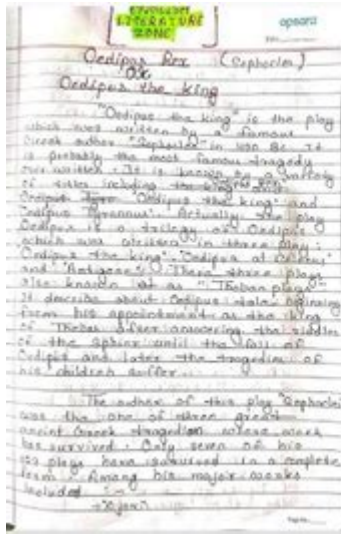 ENGLISH
LITERATURE
ZONE
apsara
Oedipus Rex (Sophocles)
OR
Oedipus the King
"Oedipus the king" is the play
which was written by a famous
Greek author "Sophocles" in 430 BC. It
is probably the most famous tragedy
ever written. It is known by a variety
of titles including the
"Oedipus the king" and
Oedipus Tyrannus". Actually, the play
Oedipus is a trilogy of Oedipus
which was written in three play:
Oedipus the king", "Oedipus at Colonus"
and "Antigone". These three plays
also known as "Theban plays"
It describe about Oedipus tale beginning
from his appointment as the king
of Thebes after answering the riddles
of the Sphinx until the fall of
Oedipus and later the tragedies of
his children suffer.
The author of this play "Sophocles
was the one of three great
ancient Greek tragedian whose work
has survived. Only seven of his
123 plays have survived in a complete
form. Among his major works
included :-
"Ajax"